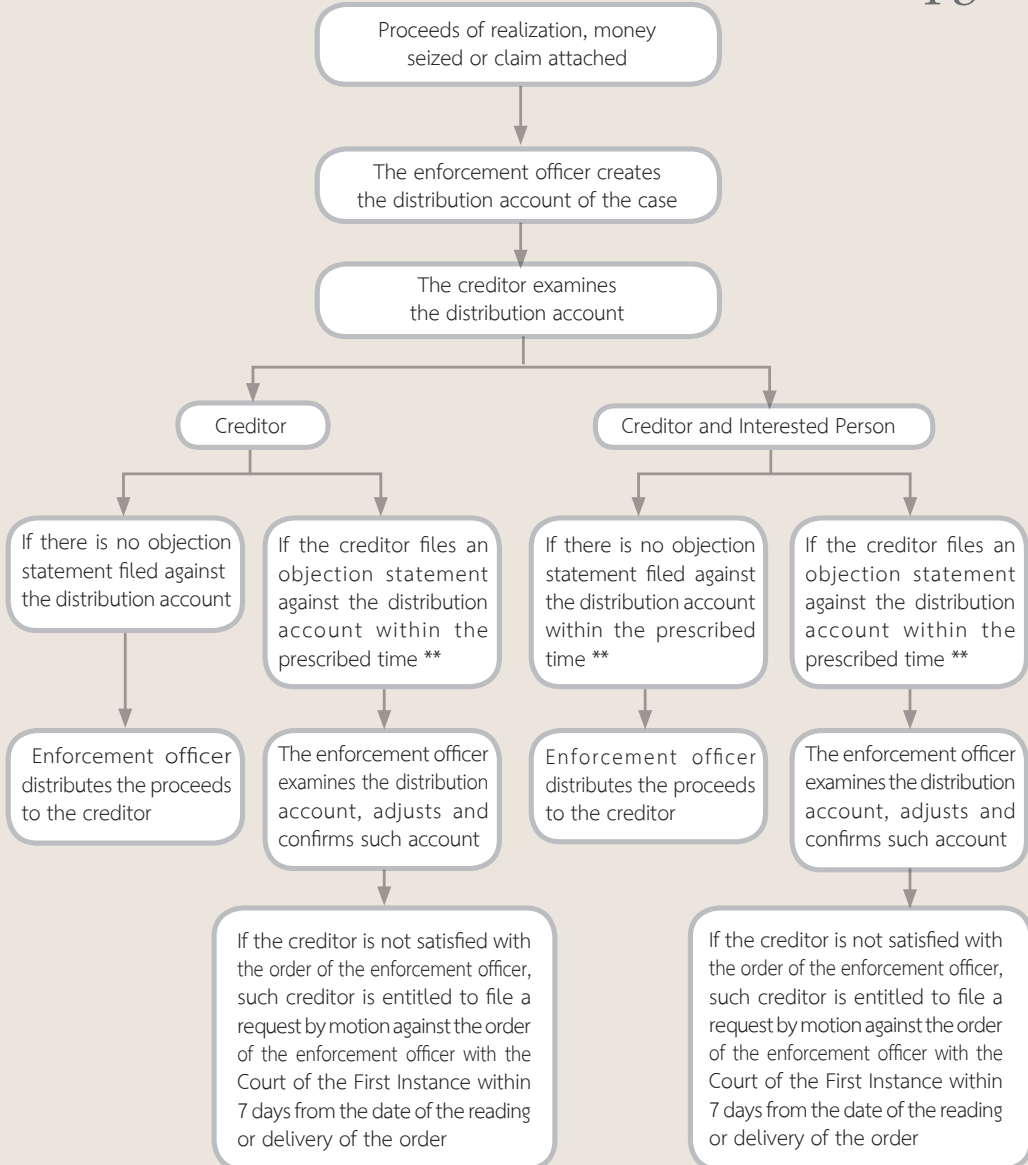 Proceeds of realization, money
seized or claim attached
The enforcement officer creates
the distribution account of the case
The creditor examines
the distribution account
Creditor
Creditor and Interested Person
If there is no objection
statement filed against
the distribution account
If the creditor files an
objection statement
against the distribution
account within the
prescribed time **
If there is no objection
statement filed against
the distribution account
within the prescribed
time **
If the creditor files an
objection statement
against the distribution
account within the
prescribed time **
Enforcement officer
distributes the proceeds
to the creditor
The enforcement officer
examines the distribution
account, adjusts and
confirms such account
Enforcement officer
distributes the proceeds
to the creditor
The enforcement officer
examines the distribution
account, adjusts and
confirms such account
If the creditor is not satisfied with
the order of the enforcement officer,
such creditor is entitled to file a
request by motion against the order
of the enforcement officer with the
Court of the First Instance within
7 days from the date of the reading
or delivery of the order
If the creditor is not satisfied with
the order of the enforcement officer,
such creditor is entitled to file a
request by motion against the order
of the enforcement officer with the
Court of the First Instance within
7 days from the date of the reading
or delivery of the order